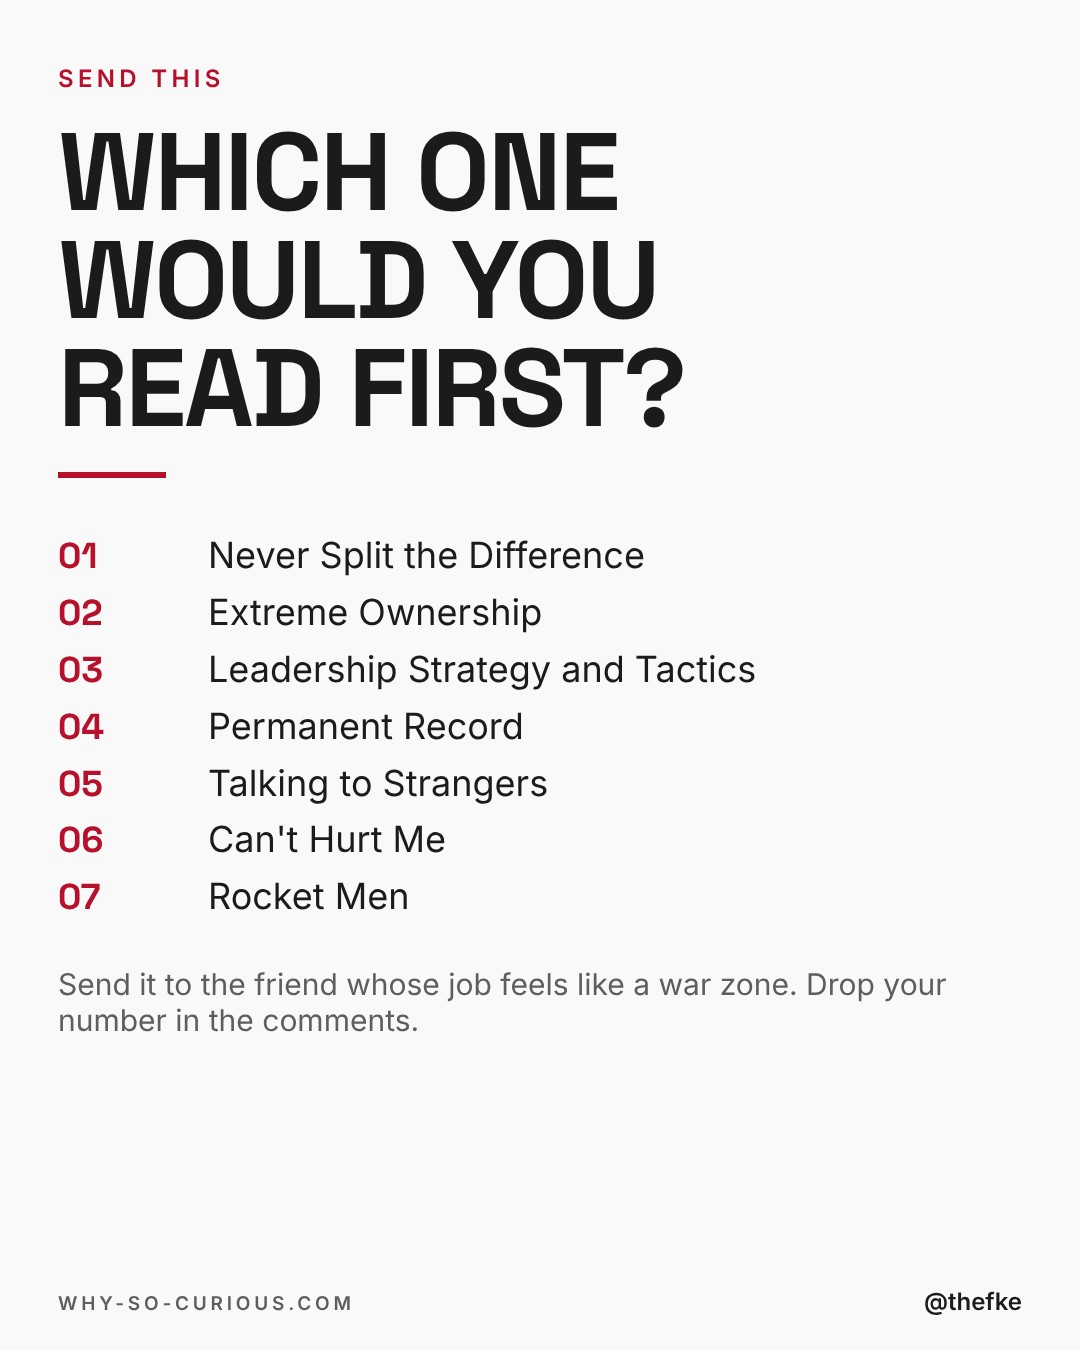 SEND THIS
WHICH ONE
WOULD YOU
READ FIRST?
01 Never Split the Difference
02 Extreme Ownership
03 Leadership Strategy and Tactics
04 Permanent Record
05 Talking to Strangers
06 Can't Hurt Me
07 Rocket Men
Send it to the friend whose job feels like a war zone. Drop your
number in the comments.
WHY-SO-CURIOUS.COM
@thefke